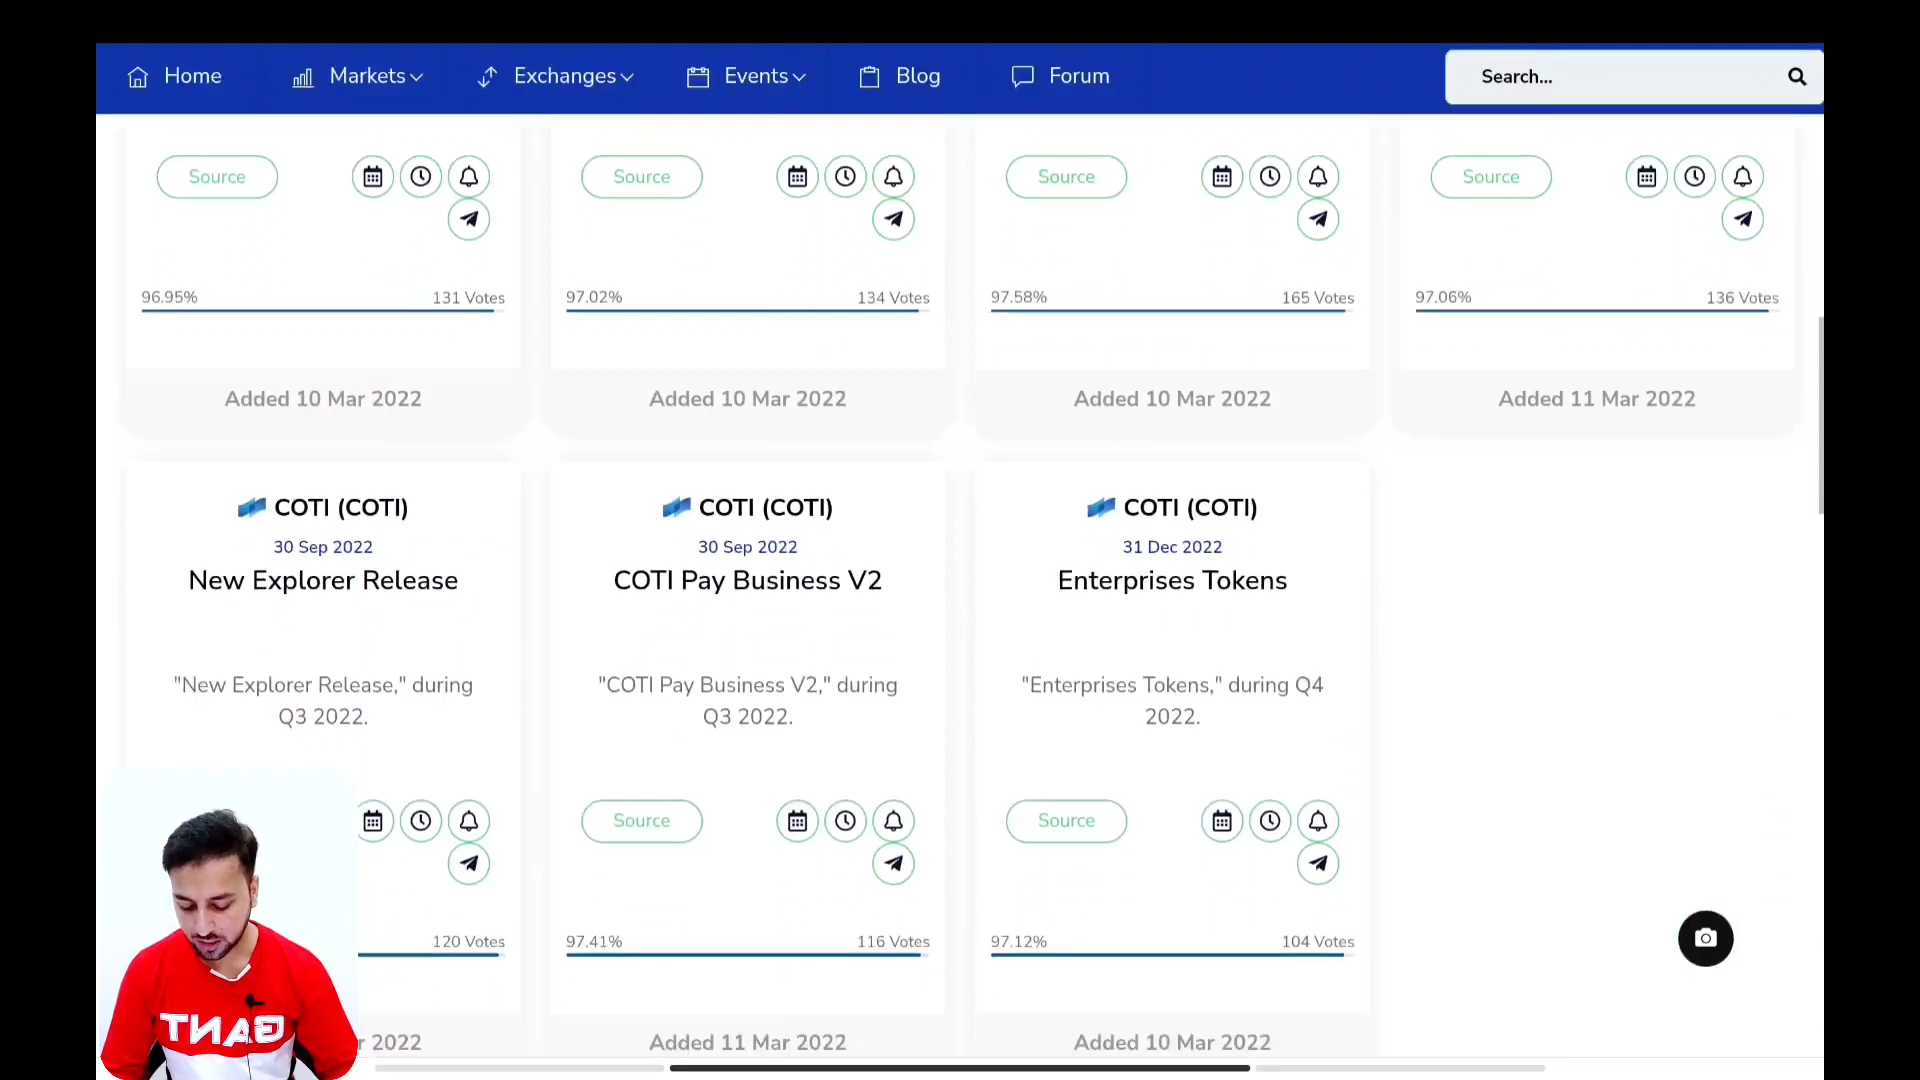 Home
Markets
Exchanges
Events
Blog
Forum
Search...
Source
Source
Source
Source
96.95%
131 Votes
97.02%
134 Votes
97.58%
165 Votes
97.06%
136 Votes
Added 10 Mar 2022
Added 10 Mar 2022
Added 10 Mar 2022
Added 11 Mar 2022
COTI (COTI)
30 Sep 2022
New Explorer Release
"New Explorer Release," during
Q3 2022.
120 Votes
r 2022
COTI (COTI)
30 Sep 2022
COTI Pay Business V2
"COTI Pay Business V2," during
Q3 2022.
Source
97.41%
116 Votes
Added 11 Mar 2022
COTI (COTI)
31 Dec 2022
Enterprises Tokens
"Enterprises Tokens," during Q4
2022.
Source
97.12%
104 Votes
Added 10 Mar 2022
GANT